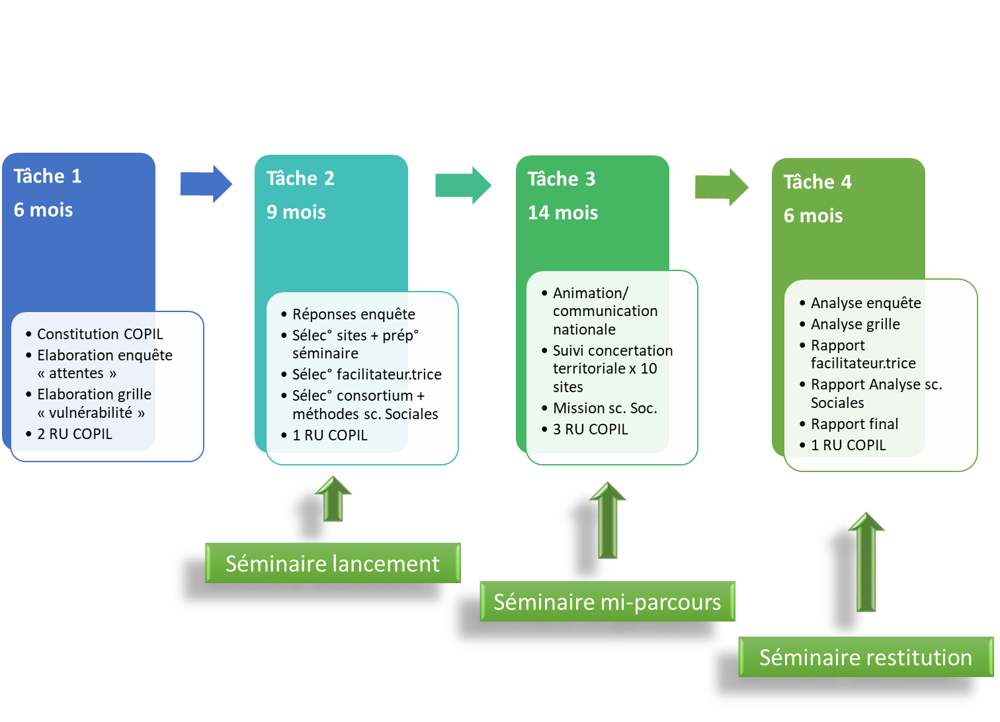 Tâche 1
6 mois
• Constitution COPIL
• Elaboration enquête
« attentes »
• Elaboration grille
« vulnérabilité »
• 2 RU COPIL
Tâche 2
9 mois
• Réponses enquête
• Sélec° sites + prép°
séminaire
• Sélec° facilitateur.trice
• Sélec° consortium +
méthodes sc. Sociales
• 1 RU COPIL
Tâche 3
14 mois
• Animation/
communication
nationale
• Suivi concertation
territoriale x 10
sites
• Mission sc. Soc.
• 3 RU COPIL
Tâche 4
6 mois
• Analyse enquête
• Analyse grille
• Rapport
facilitateur.trice
• Rapport Analyse sc.
Sociales
• Rapport final
• 1 RU COPIL
Séminaire lancement
Séminaire mi-parcours
Séminaire restitution